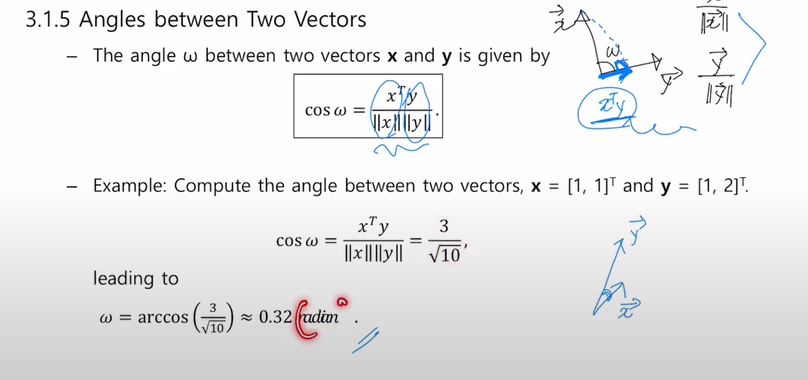 3.1.5 Angles between Two Vectors
– The angle ω between two vectors x and y is given by
cos ω = xᵀy / ‖x‖‖y‖ .
x⃗
ω
y⃗
xᵀy
x⃗ / ‖x⃗‖
y⃗ / ‖y⃗‖
– Example: Compute the angle between two vectors, x = [1, 1]ᵀ and y = [1, 2]ᵀ.
cos ω = xᵀy / ‖x‖‖y‖ = 3 / √10 ,
y⃗
x⃗
leading to
ω = arccos (3 / √10) ≈ 0.32 radian .